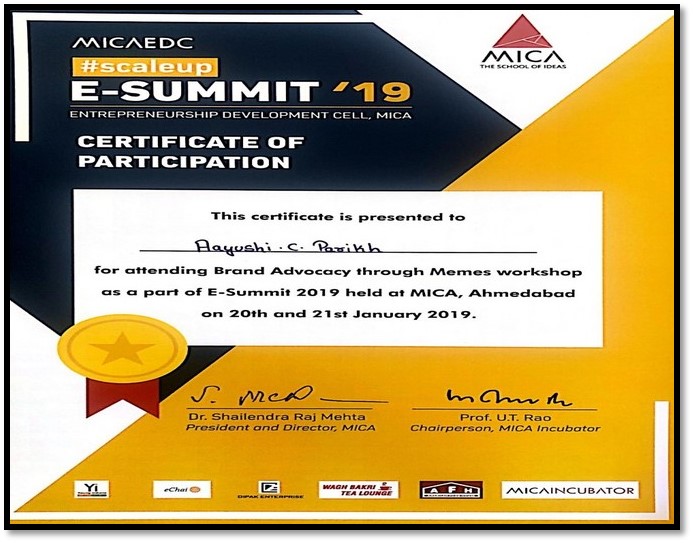 MICAEDC
#scaleup
E-SUMMIT '19
ENTREPRENEURSHIP DEVELOPMENT CELL, MICA
MICA
THE SCHOOL OF IDEAS
CERTIFICATE OF
PARTICIPATION
This certificate is presented to
Aayushi. C. Parikh
for attending Brand Advocacy through Memes workshop
as a part of E-Summit 2019 held at MICA, Ahmedabad
on 20th and 21st January 2019.
Dr. Shailendra Raj Mehta
President and Director, MICA
Prof. U.T. Rao
Chairperson, MICA Incubator
Yi
eChai
DIPAK ENTERPRISE
WAGH BAKRI
TEA LOUNGE
AFH
MICAINCUBATOR